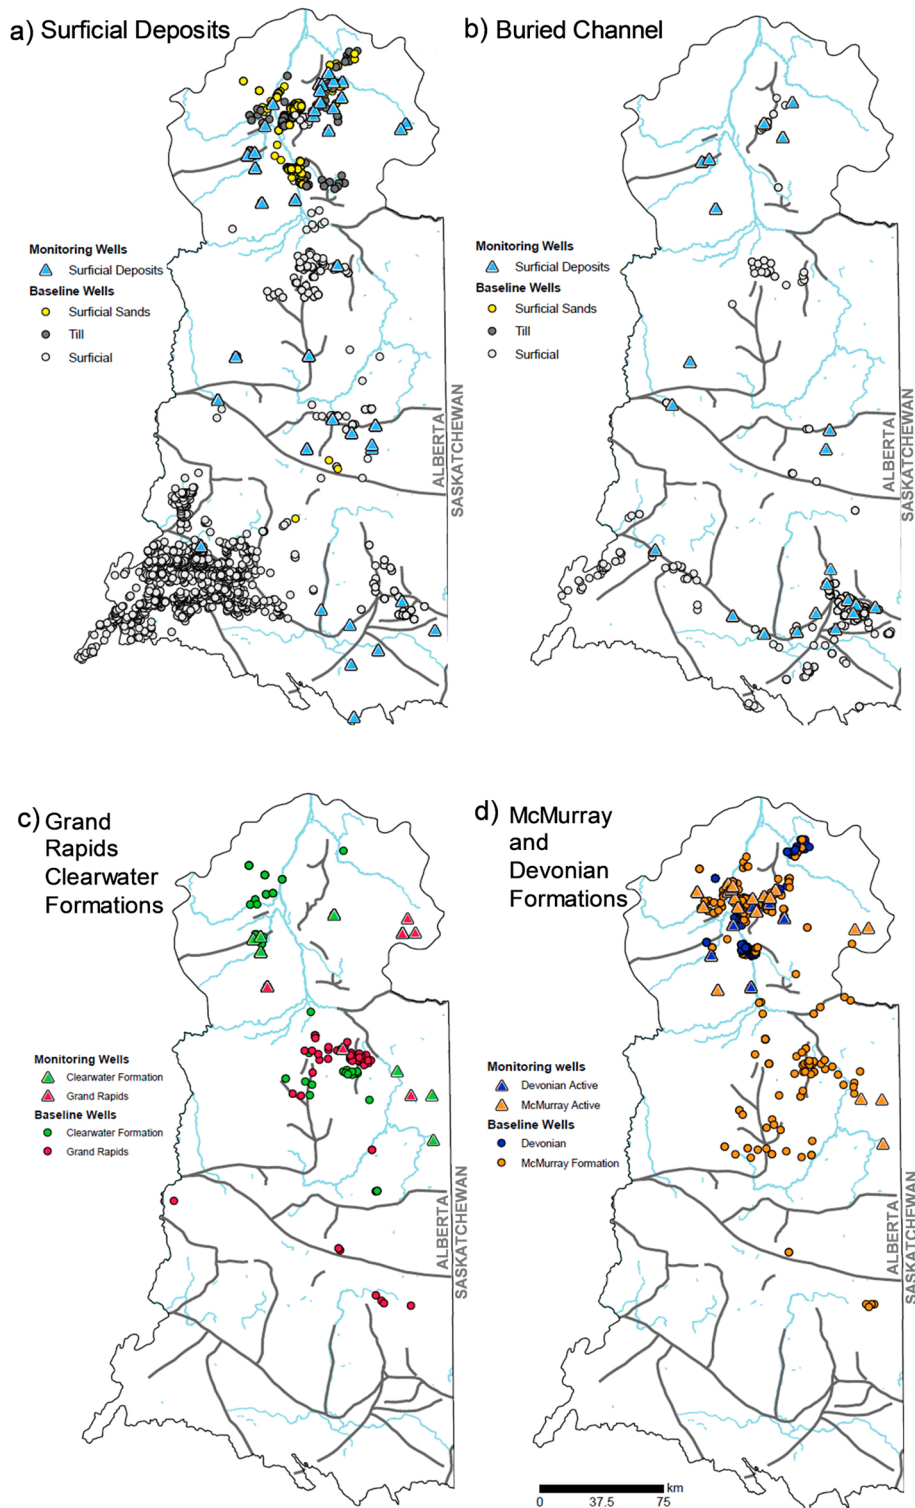 a) Surficial Deposits
Monitoring Wells
Surficial Deposits
Baseline Wells
Surficial Sands
Till
Surficial
ALBERTA
SASKATCHEWAN
b) Buried Channel
Monitoring Wells
Surficial Deposits
Baseline Wells
Surficial Sands
Till
Surficial
ALBERTA
SASKATCHEWAN
c) Grand
Rapids
Clearwater
Formations
Monitoring Wells
Clearwater Formation
Grand Rapids
Baseline Wells
Clearwater Formation
Grand Rapids
ALBERTA
SASKATCHEWAN
d) McMurray
and
Devonian
Formations
Monitoring wells
Devonian Active
McMurray Active
Baseline Wells
Devonian
McMurray Formation
ALBERTA
SASKATCHEWAN
km
0 37.5 75